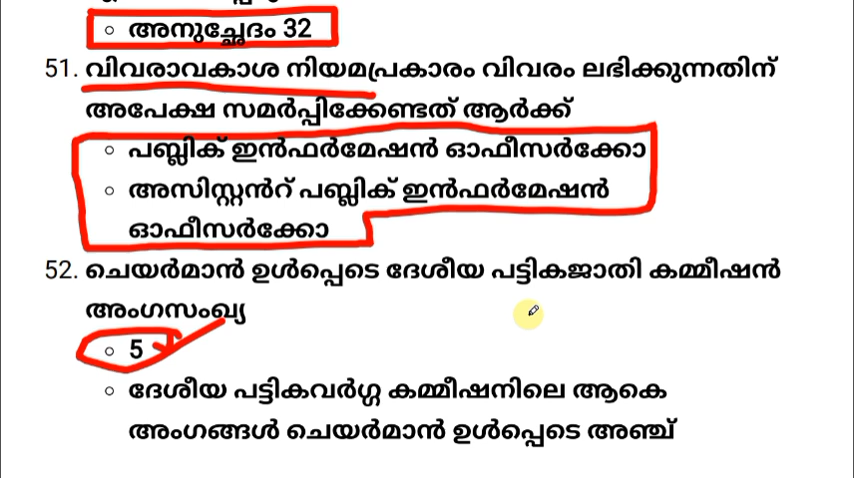 ○ അനുച്ഛേദം 32
51. വിവരാവകാശ നിയമപ്രകാരം വിവരം ലഭിക്കുന്നതിന്
അപേക്ഷ സമർപ്പിക്കേണ്ടത് ആർക്ക്
○ പബ്ലിക് ഇൻഫർമേഷൻ ഓഫീസർക്കോ
○ അസിസ്റ്റൻറ് പബ്ലിക് ഇൻഫർമേഷൻ
ഓഫീസർക്കോ
52. ചെയർമാൻ ഉൾപ്പെടെ ദേശീയ പട്ടികജാതി കമ്മീഷൻ
അംഗസംഖ്യ
○ 5
○ ദേശീയ പട്ടികവർഗ്ഗ കമ്മീഷനിലെ ആകെ
അംഗങ്ങൾ ചെയർമാൻ ഉൾപ്പെടെ അഞ്ച്